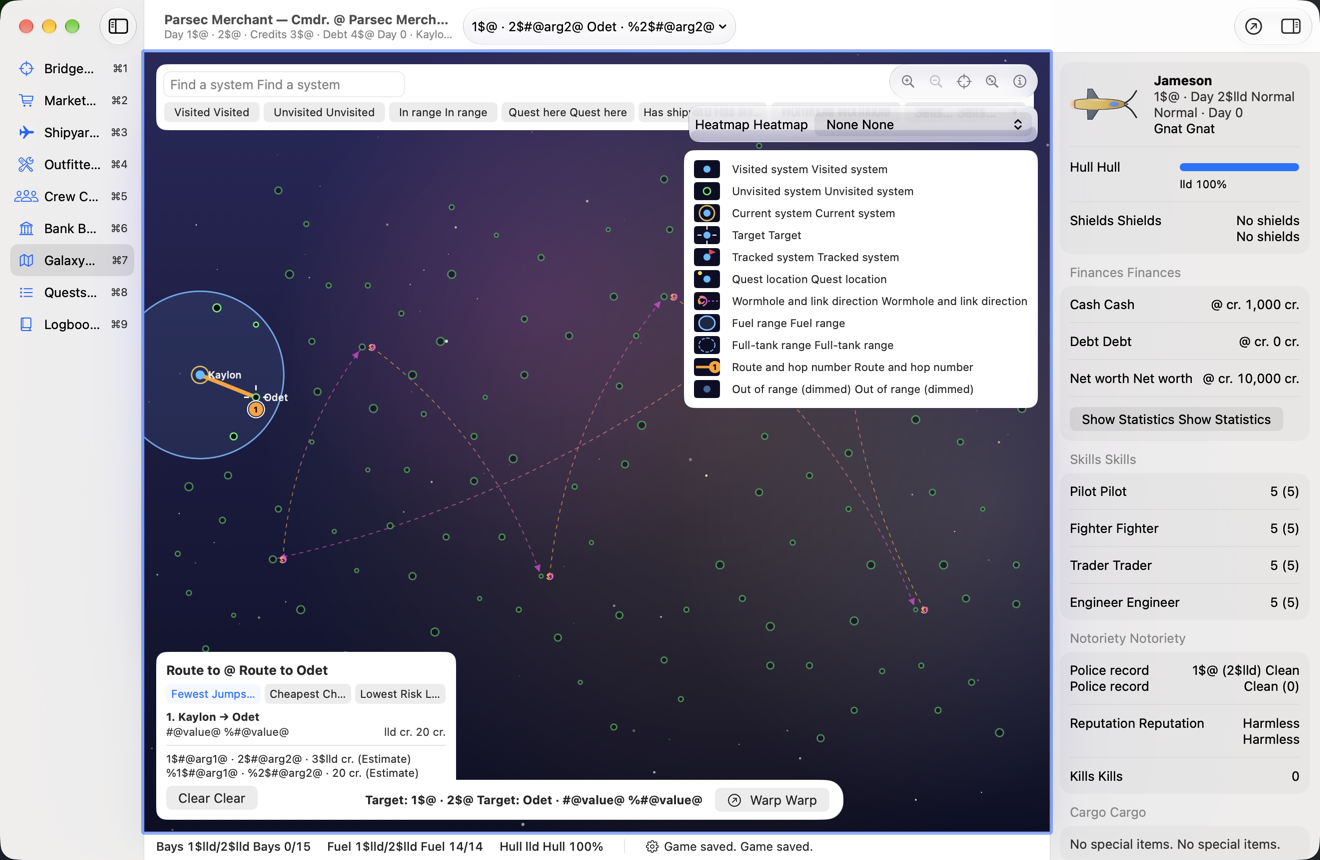 Parsec Merchant — Cmdr. @ Parsec Merch...
Day 1$@ · 2$@ · Credits 3$@ · Debt 4$@ Day 0 · Kaylo...
1$@ · 2$#@arg2@ Odet · %2$#@arg2@
Bridge... ⌘1
Market... ⌘2
Shipyar... ⌘3
Outfitte... ⌘4
Crew C... ⌘5
Bank B... ⌘6
Galaxy... ⌘7
Quests... ⌘8
Logboo... ⌘9
Find a system Find a system
Visited Visited
Unvisited Unvisited
In range In range
Quest here Quest here
Has ship
Heatmap Heatmap
None None
Visited system Visited system
Unvisited system Unvisited system
Current system Current system
Target Target
Tracked system Tracked system
Quest location Quest location
Wormhole and link direction Wormhole and link direction
Fuel range Fuel range
Full-tank range Full-tank range
1 Route and hop number Route and hop number
Out of range (dimmed) Out of range (dimmed)
Kaylon
Odet
1
Route to @ Route to Odet
Fewest Jumps...
Cheapest Ch...
Lowest Risk L...
1. Kaylon → Odet
#@value@ %#@value@ lld cr. 20 cr.
1$#@arg1@ · 2$#@arg2@ · 3$lld cr. (Estimate)
%1$#@arg1@ · %2$#@arg2@ · 20 cr. (Estimate)
Clear Clear
Target: 1$@ · 2$@ Target: Odet · #@value@ %#@value@
Warp Warp
Bays 1$lld/2$lld Bays 0/15 Fuel 1$lld/2$lld Fuel 14/14 Hull lld Hull 100% Game saved. Game saved.
Jameson
1$@ · Day 2$lld Normal
Normal · Day 0
Gnat Gnat
Hull Hull
lld 100%
Shields Shields No shields
No shields
Finances Finances
Cash Cash @ cr. 1,000 cr.
Debt Debt @ cr. 0 cr.
Net worth Net worth @ cr. 10,000 cr.
Show Statistics Show Statistics
Skills Skills
Pilot Pilot 5 (5)
Fighter Fighter 5 (5)
Trader Trader 5 (5)
Engineer Engineer 5 (5)
Notoriety Notoriety
Police record 1$@ (2$lld) Clean
Police record Clean (0)
Reputation Reputation Harmless
Harmless
Kills Kills 0
Cargo Cargo
No special items. No special items.